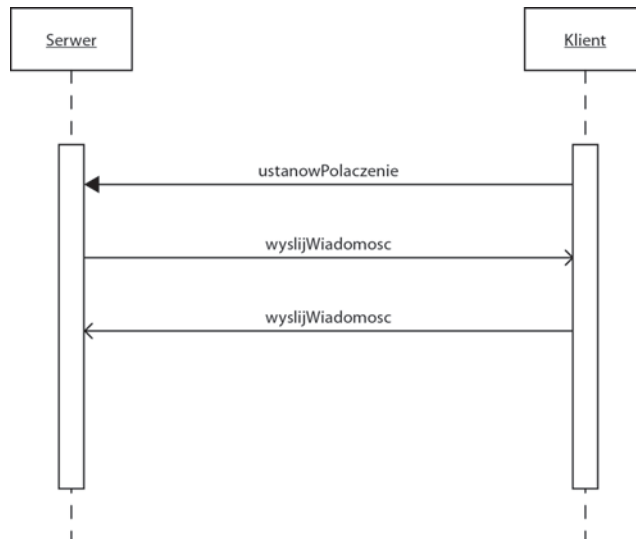 Serwer
Klient
ustanowPolaczenie
wyslijWiadomosc
wyslijWiadomosc